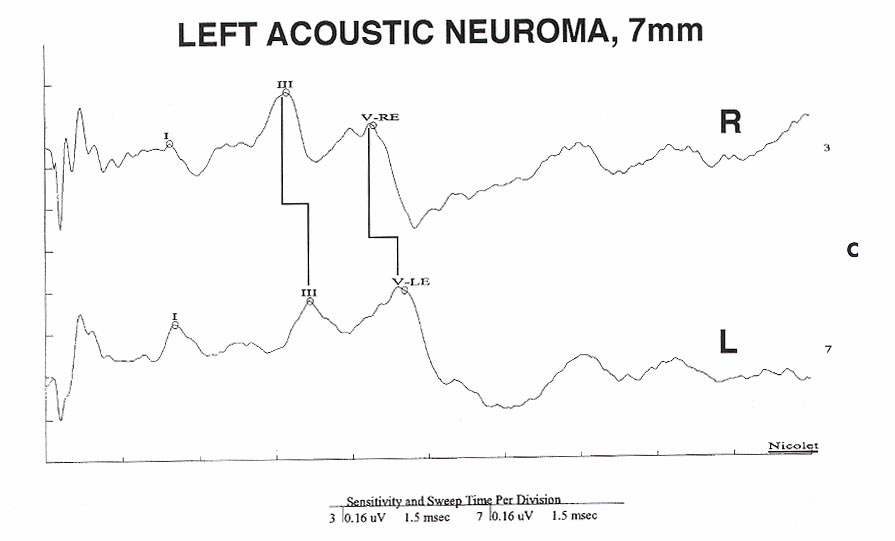 LEFT ACOUSTIC NEUROMA, 7mm
III
I
V-RE
R
3
C
III
V-LE
I
L
7
Nicolet
Sensitivity and Sweep Time Per Division
3 0.16 uV 1.5 msec 7 0.16 uV 1.5 msec